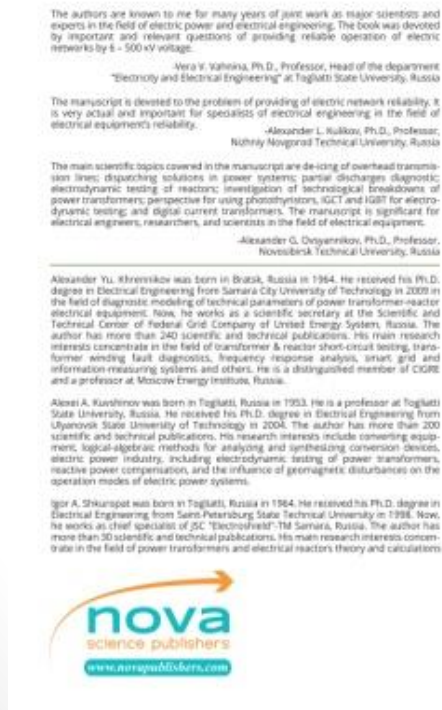 The authors are known to me for many years of joint work as major scientists and
experts in the field of electric power and electrical engineering. The book was devoted
by important and relevant questions of providing reliable operation of electric
networks by 6 – 500 kV voltage.
-Vera V. Vahnina, Ph.D., Professor, Head of the department
"Electricity and Electrical Engineering" at Togliatti State University, Russia
The manuscript is devoted to the problem of providing of electric network reliability. It
is very actual and important for specialists of electrical engineering in the field of
electrical equipment's reliability.
-Alexander L. Kulikov, Ph.D., Professor,
Nizhniy Novgorod Technical University, Russia
The main scientific topics covered in the manuscript are de-icing of overhead transmis-
sion lines; dispatching solutions in power systems; partial discharges diagnostic;
electrodynamic testing of reactors; investigation of technological breakdowns of
power transformers; perspective for using photothyristors, IGCT and IGBT for electro-
dynamic testing; and digital current transformers. The manuscript is significant for
electrical engineers, researchers, and scientists in the field of electrical equipment.
-Alexander G. Ovsyannikov, Ph.D., Professor,
Novosibirsk Technical University, Russia
Alexander Yu. Khrennikov was born in Bratsk, Russia in 1964. He received his Ph.D.
degree in Electrical Engineering from Samara City University of Technology in 2009 in
the field of diagnostic modeling of technical parameters of power transformer-reactor
electrical equipment. Now, he works as a scientific secretary at the Scientific and
Technical Center of Federal Grid Company of United Energy System, Russia. The
author has more than 240 scientific and technical publications. His main research
interests concentrate in the field of transformer & reactor short-circuit testing, trans-
former winding fault diagnostics, frequency response analysis, smart grid and
information-measuring systems and others. He is a distinguished member of CIGRE
and a professor at Moscow Energy Institute, Russia.
Alexei A. Kuvshinov was born in Togliatti, Russia in 1953. He is a professor at Togliatti
State University, Russia. He received his Ph.D. degree in Electrical Engineering from
Ulyanovsk State University of Technology in 2004. The author has more than 200
scientific and technical publications. His research interests include converting equip-
ment, logical-algebraic methods for analyzing and synthesizing conversion devices,
electric power industry, including electrodynamic testing of power transformers,
reactive power compensation, and the influence of geomagnetic disturbances on the
operation modes of electric power systems.
Igor A. Shkuropat was born in Togliatti, Russia in 1964. He received his Ph.D. degree in
Electrical Engineering from Saint-Petersburg State Technical University in 1998. Now,
he works as chief specialist of JSC "Electroshield"-TM Samara, Russia. The author has
more than 30 scientific and technical publications. His main research interests concen-
trate in the field of power transformers and electrical reactors theory and calculations
nova
science publishers
www.novapublishers.com